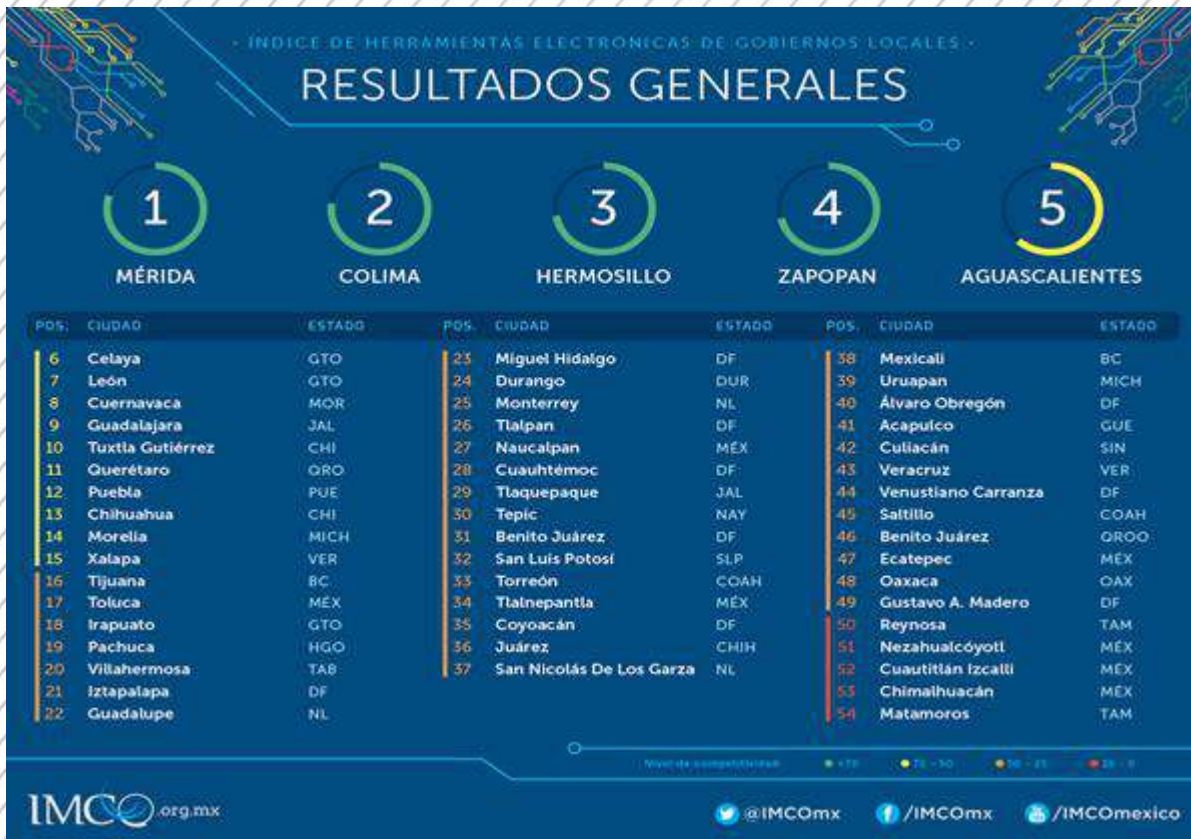 • ÍNDICE DE HERRAMIENTAS ELECTRÓNICAS DE GOBIERNOS LOCALES •
RESULTADOS GENERALES
1
MÉRIDA
2
COLIMA
3
HERMOSILLO
4
ZAPOPAN
5
AGUASCALIENTES
POS. CIUDAD ESTADO
6 Celaya GTO
7 León GTO
8 Cuernavaca MOR
9 Guadalajara JAL
10 Tuxtla Gutiérrez CHI
11 Querétaro QRO
12 Puebla PUE
13 Chihuahua CHI
14 Morelia MICH
15 Xalapa VER
16 Tijuana BC
17 Toluca MÉX
18 Irapuato GTO
19 Pachuca HGO
20 Villahermosa TAB
21 Iztapalapa DF
22 Guadalupe NL
POS. CIUDAD ESTADO
23 Miguel Hidalgo DF
24 Durango DUR
25 Monterrey NL
26 Tlalpan DF
27 Naucalpan MÉX
28 Cuauhtémoc DF
29 Tlaquepaque JAL
30 Tepic NAY
31 Benito Juárez DF
32 San Luis Potosí SLP
33 Torreón COAH
34 Tlalnepantla MÉX
35 Coyoacán DF
36 Juárez CHIH
37 San Nicolás De Los Garza NL
POS. CIUDAD ESTADO
38 Mexicali BC
39 Uruapan MICH
40 Álvaro Obregón DF
41 Acapulco GUE
42 Culiacán SIN
43 Veracruz VER
44 Venustiano Carranza DF
45 Saltillo COAH
46 Benito Juárez QROO
47 Ecatepec MÉX
48 Oaxaca OAX
49 Gustavo A. Madero DF
50 Reynosa TAM
51 Nezahualcóyotl MÉX
52 Cuautitlán Izcalli MÉX
53 Chimalhuacán MÉX
54 Matamoros TAM
Nivel de competitividad
IMCO.org.mx
@IMCOmx
/IMCOmx
/IMCOmexico